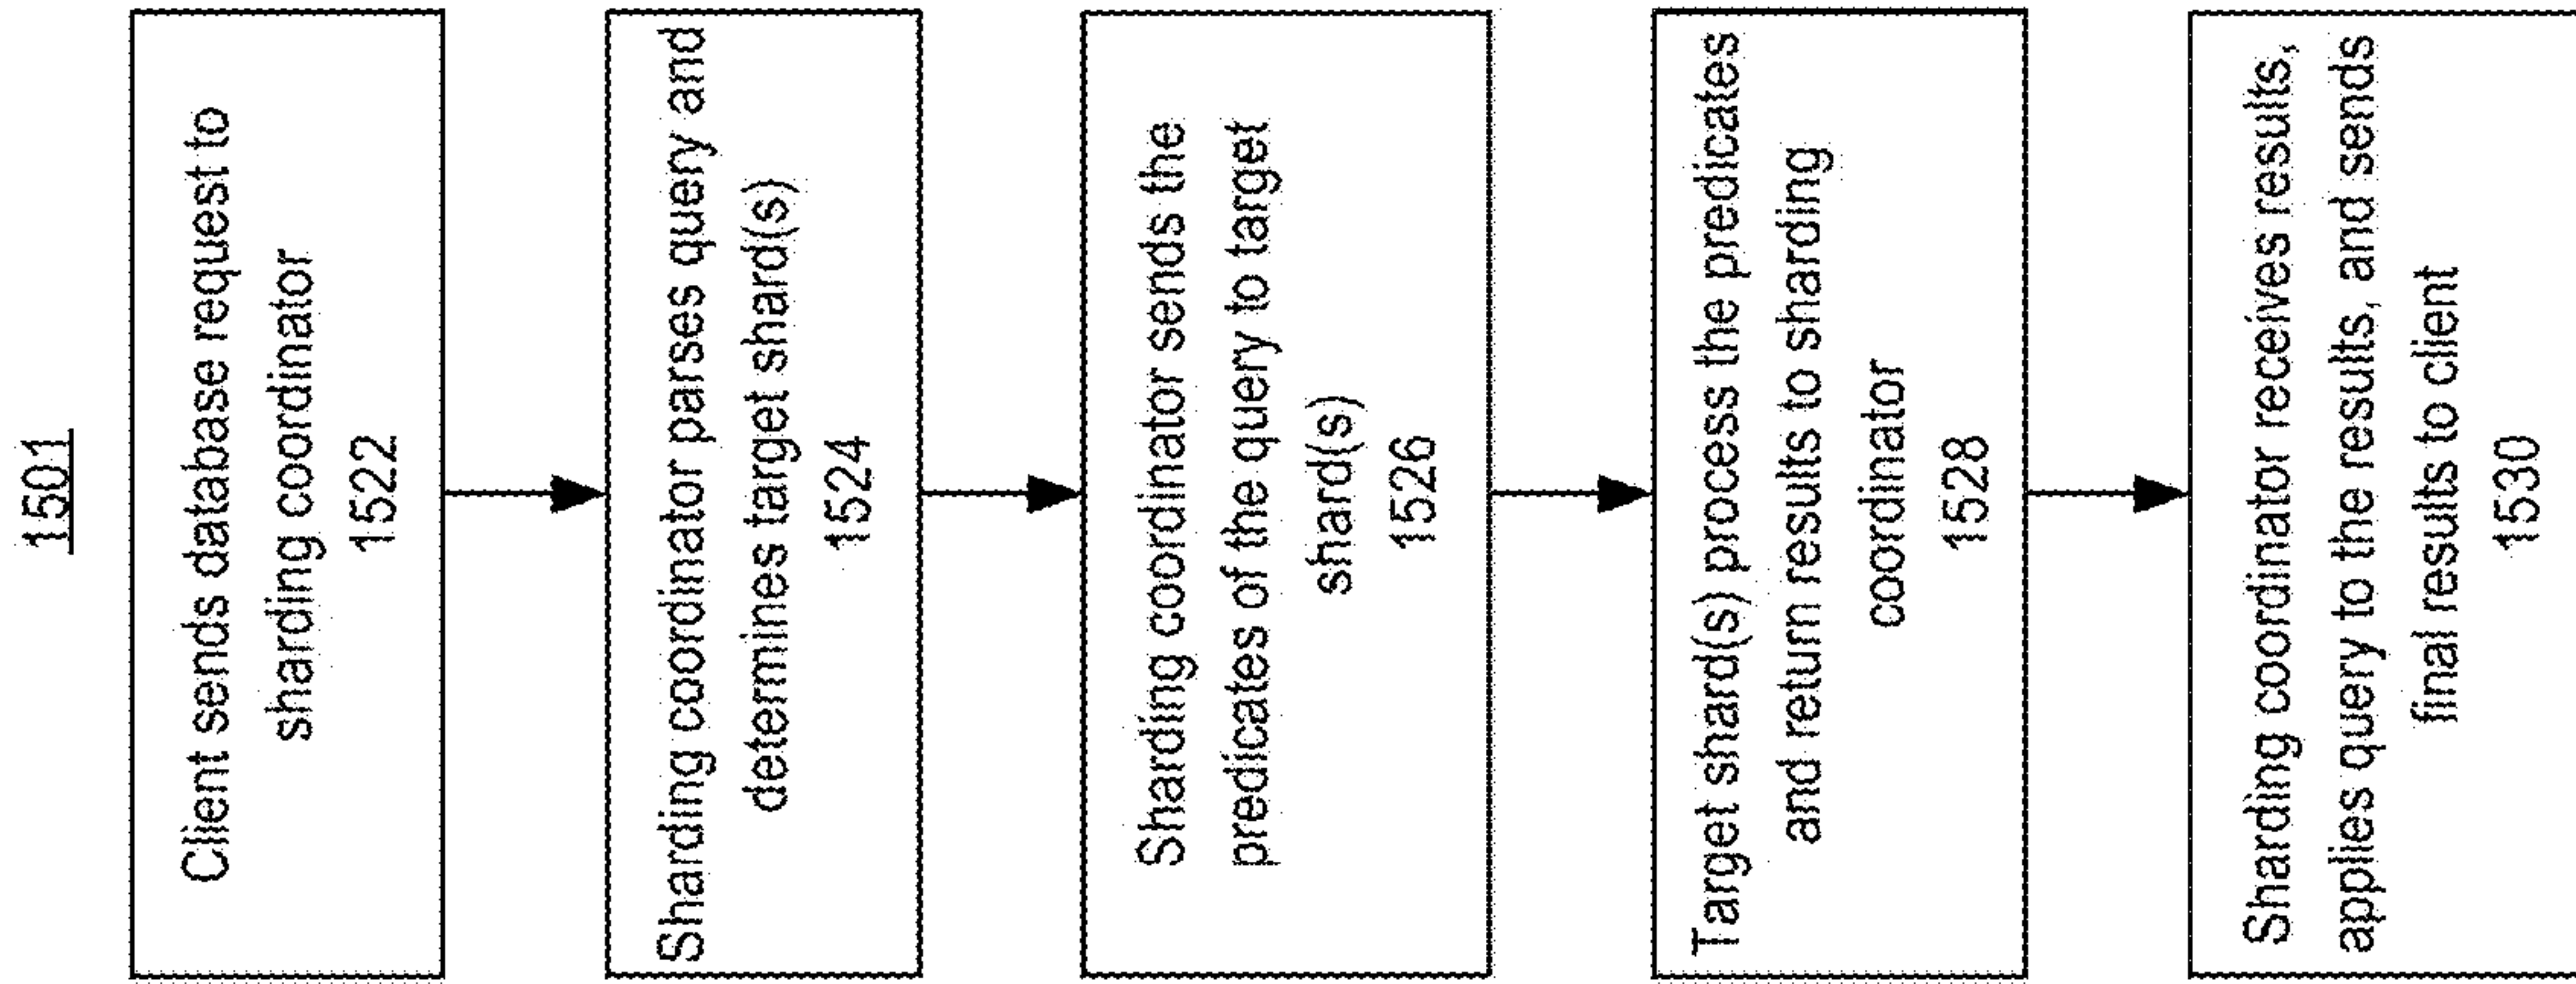 1501
Client sends database request to
sharding coordinator
1522
Sharding coordinator parses query and
determines target shard(s)
1524
Sharding coordinator sends the
predicates of the query to target
shard(s)
1526
Target shard(s) process the predicates
and return results to sharding
coordinator
1528
Sharding coordinator receives results,
applies query to the results, and sends
final results to client
1530